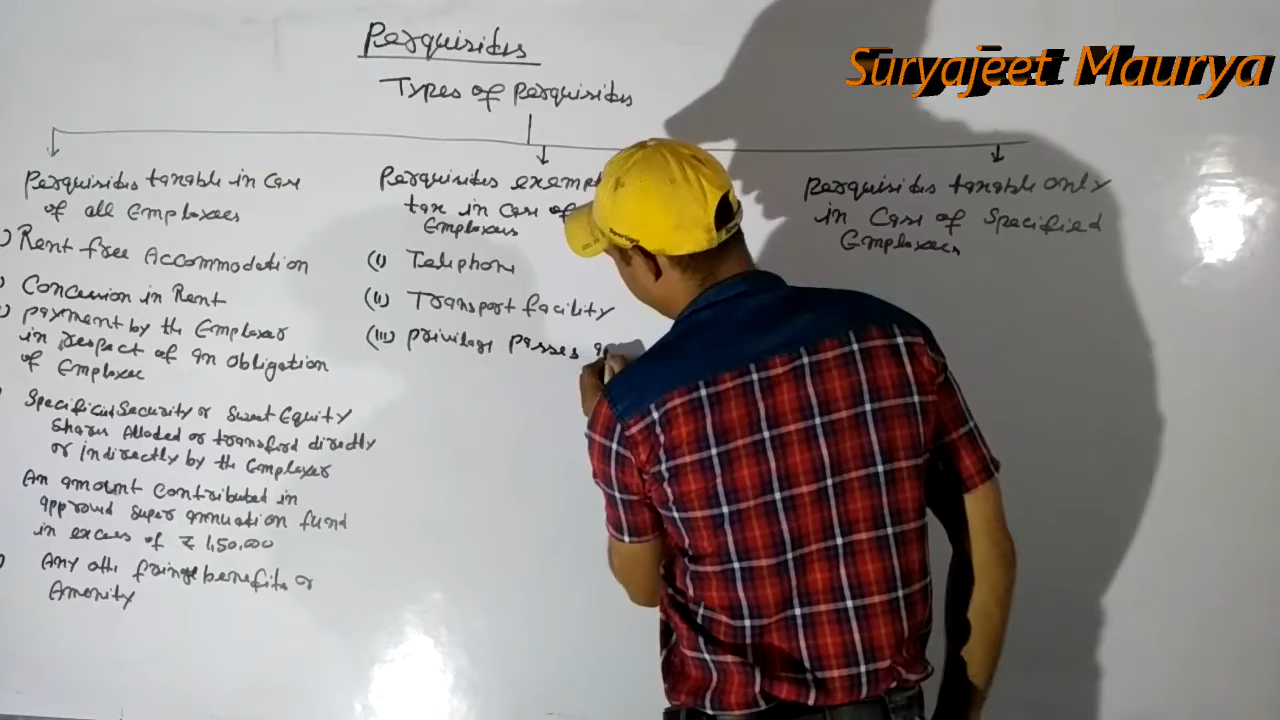 Suryajeet Maurya
Perquisites
Types of Perquisites
Perquisites taxable in Case
of all Employees
Rent free Accommodation
Concession in Rent
payment by the Employer
in respect of an obligation
of Employee
Specified Security or Sweat Equity
Shares Alloted or transferd directly
or indirectly by the Employer
An amount contributed in
approved super annuation fund
in excess of ₹ 1,50,000
Any oth fringe benefits or
Amenity
Perquisites exemp
tax in Case of
Employees
(i) Telephone
(ii) Transport facility
(iii) privilege passes
Perquisites taxable only
in Case of Specified
Employees